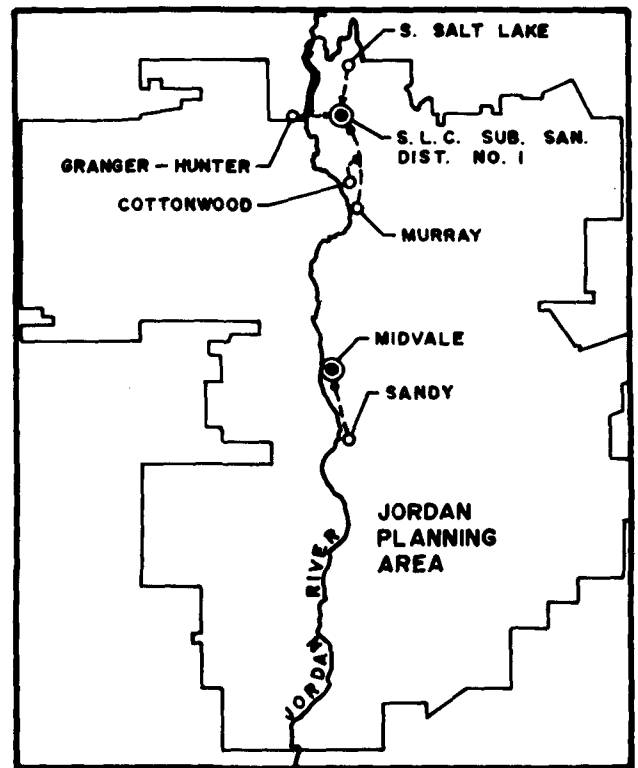 S. SALT LAKE
S.L.C. SUB. SAN.
DIST. NO. 1
GRANGER-HUNTER
COTTONWOOD
MURRAY
MIDVALE
SANDY
JORDAN
PLANNING
AREA
JORDAN RIVER